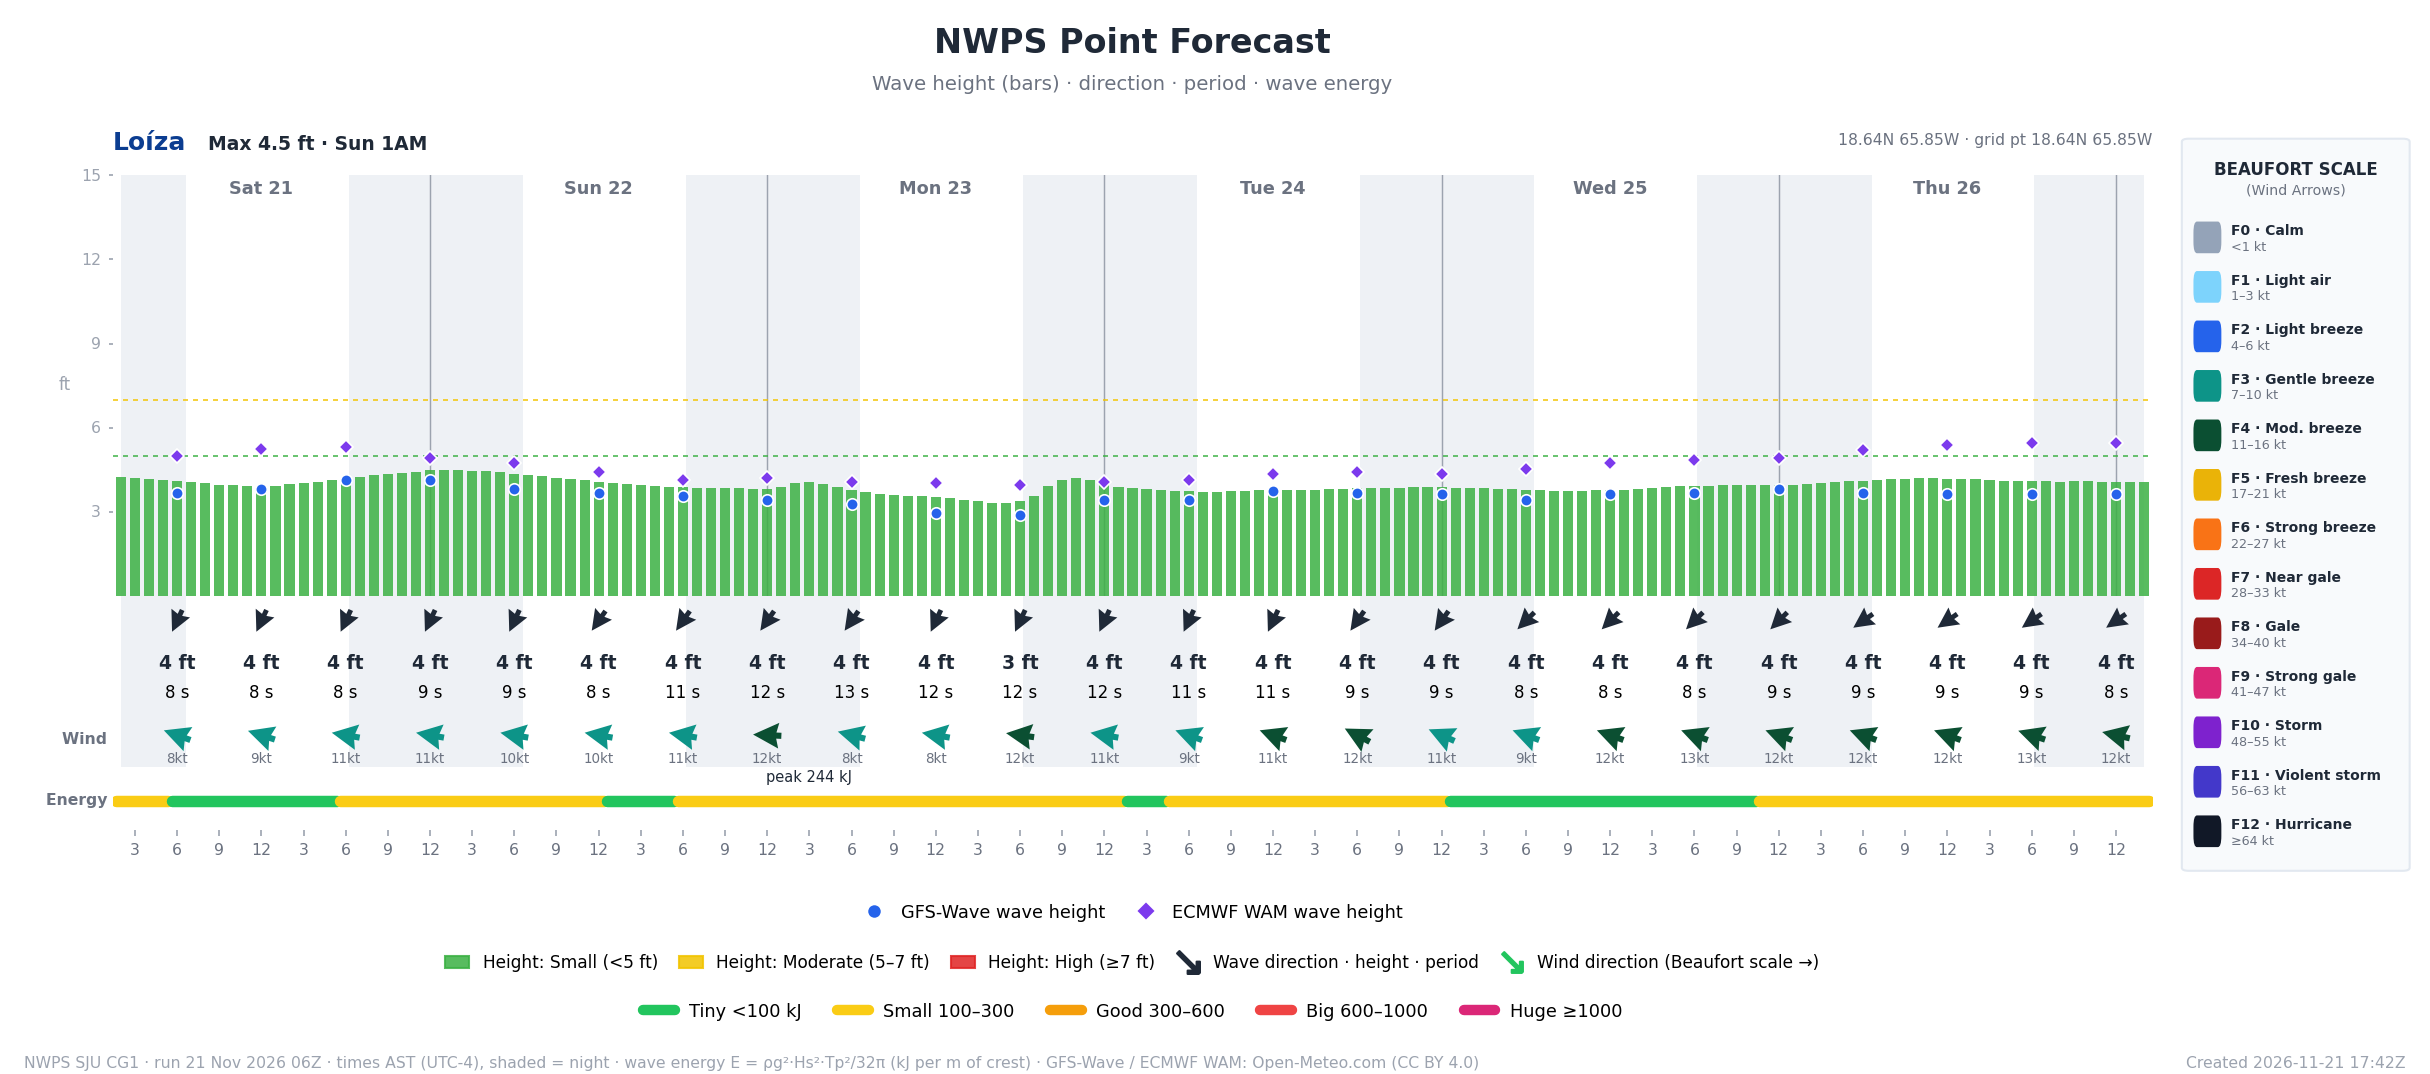 NWPS Point Forecast
Wave height (bars) · direction · period · wave energy
Loíza Max 4.5 ft · Sun 1AM
18.64N 65.85W · grid pt 18.64N 65.85W
Sat 21 Sun 22 Mon 23 Tue 24 Wed 25 Thu 26
15
12
9
ft
6
3
4 ft 4 ft 4 ft 4 ft 4 ft 4 ft 4 ft 4 ft 4 ft 4 ft 3 ft 4 ft 4 ft 4 ft 4 ft 4 ft 4 ft 4 ft 4 ft 4 ft 4 ft 4 ft 4 ft 4 ft
8 s 8 s 8 s 9 s 9 s 8 s 11 s 12 s 13 s 12 s 12 s 12 s 11 s 11 s 9 s 9 s 8 s 8 s 8 s 9 s 9 s 9 s 9 s 8 s
Wind
8kt 9kt 11kt 11kt 10kt 10kt 11kt 12kt 8kt 8kt 12kt 11kt 9kt 11kt 12kt 11kt 9kt 12kt 13kt 12kt 12kt 12kt 13kt 12kt
peak 244 kJ
Energy
3 6 9 12 3 6 9 12 3 6 9 12 3 6 9 12 3 6 9 12 3 6 9 12 3 6 9 12 3 6 9 12 3 6 9 12 3 6 9 12 3 6 9 12 3 6 9 12
BEAUFORT SCALE
(Wind Arrows)
F0 · Calm
<1 kt
F1 · Light air
1–3 kt
F2 · Light breeze
4–6 kt
F3 · Gentle breeze
7–10 kt
F4 · Mod. breeze
11–16 kt
F5 · Fresh breeze
17–21 kt
F6 · Strong breeze
22–27 kt
F7 · Near gale
28–33 kt
F8 · Gale
34–40 kt
F9 · Strong gale
41–47 kt
F10 · Storm
48–55 kt
F11 · Violent storm
56–63 kt
F12 · Hurricane
≥64 kt
GFS-Wave wave height ECMWF WAM wave height
Height: Small (<5 ft) Height: Moderate (5–7 ft) Height: High (≥7 ft) Wave direction · height · period Wind direction (Beaufort scale →)
Tiny <100 kJ Small 100–300 Good 300–600 Big 600–1000 Huge ≥1000
NWPS SJU CG1 · run 21 Nov 2026 06Z · times AST (UTC-4), shaded = night · wave energy E = ρg²·Hs²·Tp²/32π (kJ per m of crest) · GFS-Wave / ECMWF WAM: Open-Meteo.com (CC BY 4.0)
Created 2026-11-21 17:42Z